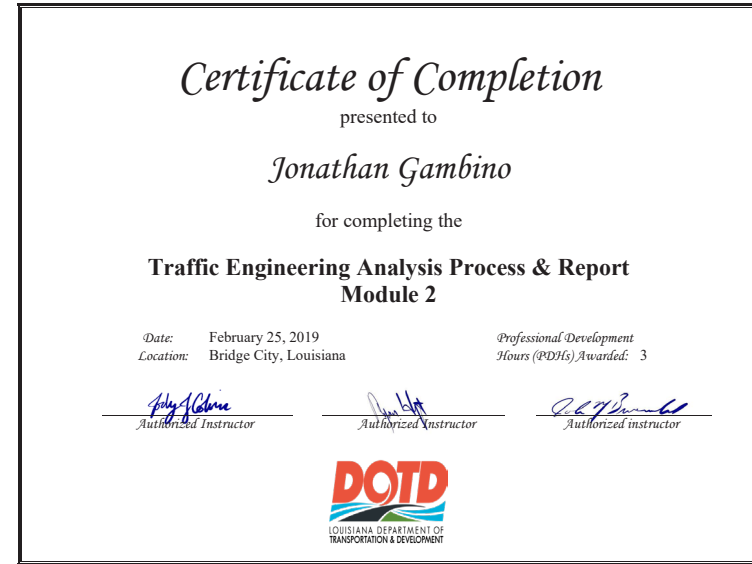 Certificate of Completion
presented to
Jonathan Gambino
for completing the
Traffic Engineering Analysis Process & Report
Module 2
Date: February 25, 2019
Location: Bridge City, Louisiana
Professional Development
Hours (PDHs) Awarded: 3
Authorized Instructor
Authorized Instructor
Authorized instructor
DOTD
LOUISIANA DEPARTMENT OF
TRANSPORTATION & DEVELOPMENT